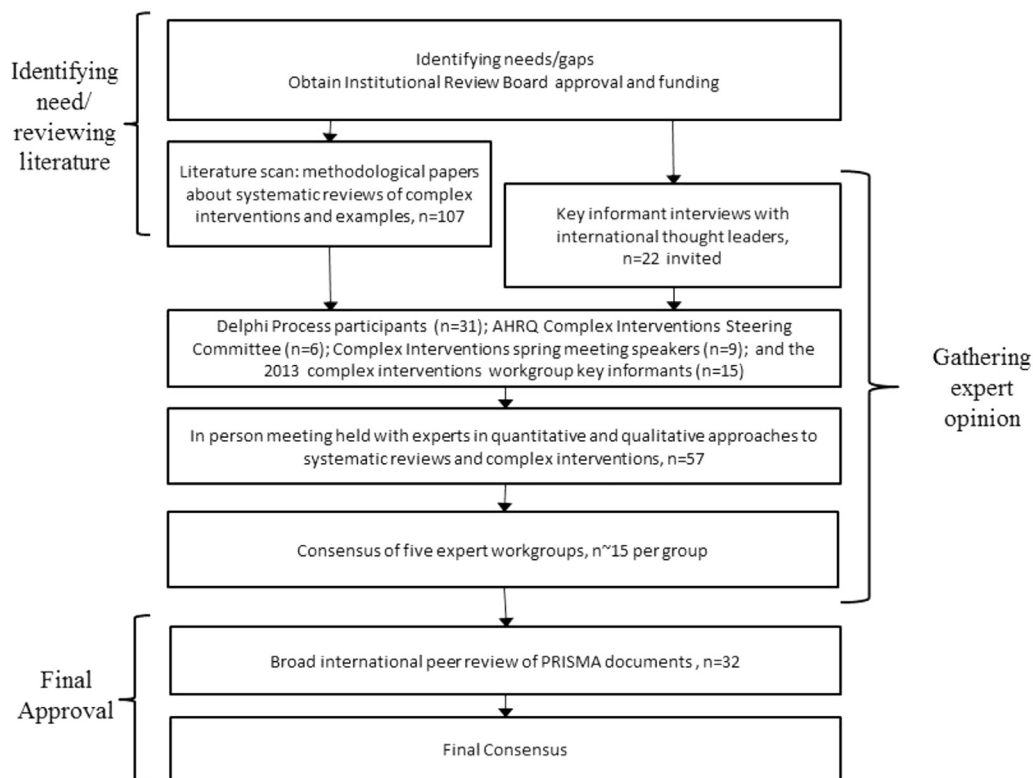 Identifying
need/
reviewing
literature
Identifying needs/gaps
Obtain Institutional Review Board approval and funding
Literature scan: methodological papers
about systematic reviews of complex
interventions and examples, n=107
Key informant interviews with
international thought leaders,
n=22 invited
Delphi Process participants (n=31); AHRQ Complex Interventions Steering
Committee (n=6); Complex Interventions spring meeting speakers (n=9); and the
2013 complex interventions workgroup key informants (n=15)
In person meeting held with experts in quantitative and qualitative approaches to
systematic reviews and complex interventions, n=57
Consensus of five expert workgroups, n~15 per group
Gathering
expert
opinion
Broad international peer review of PRISMA documents , n=32
Final Consensus
Final
Approval